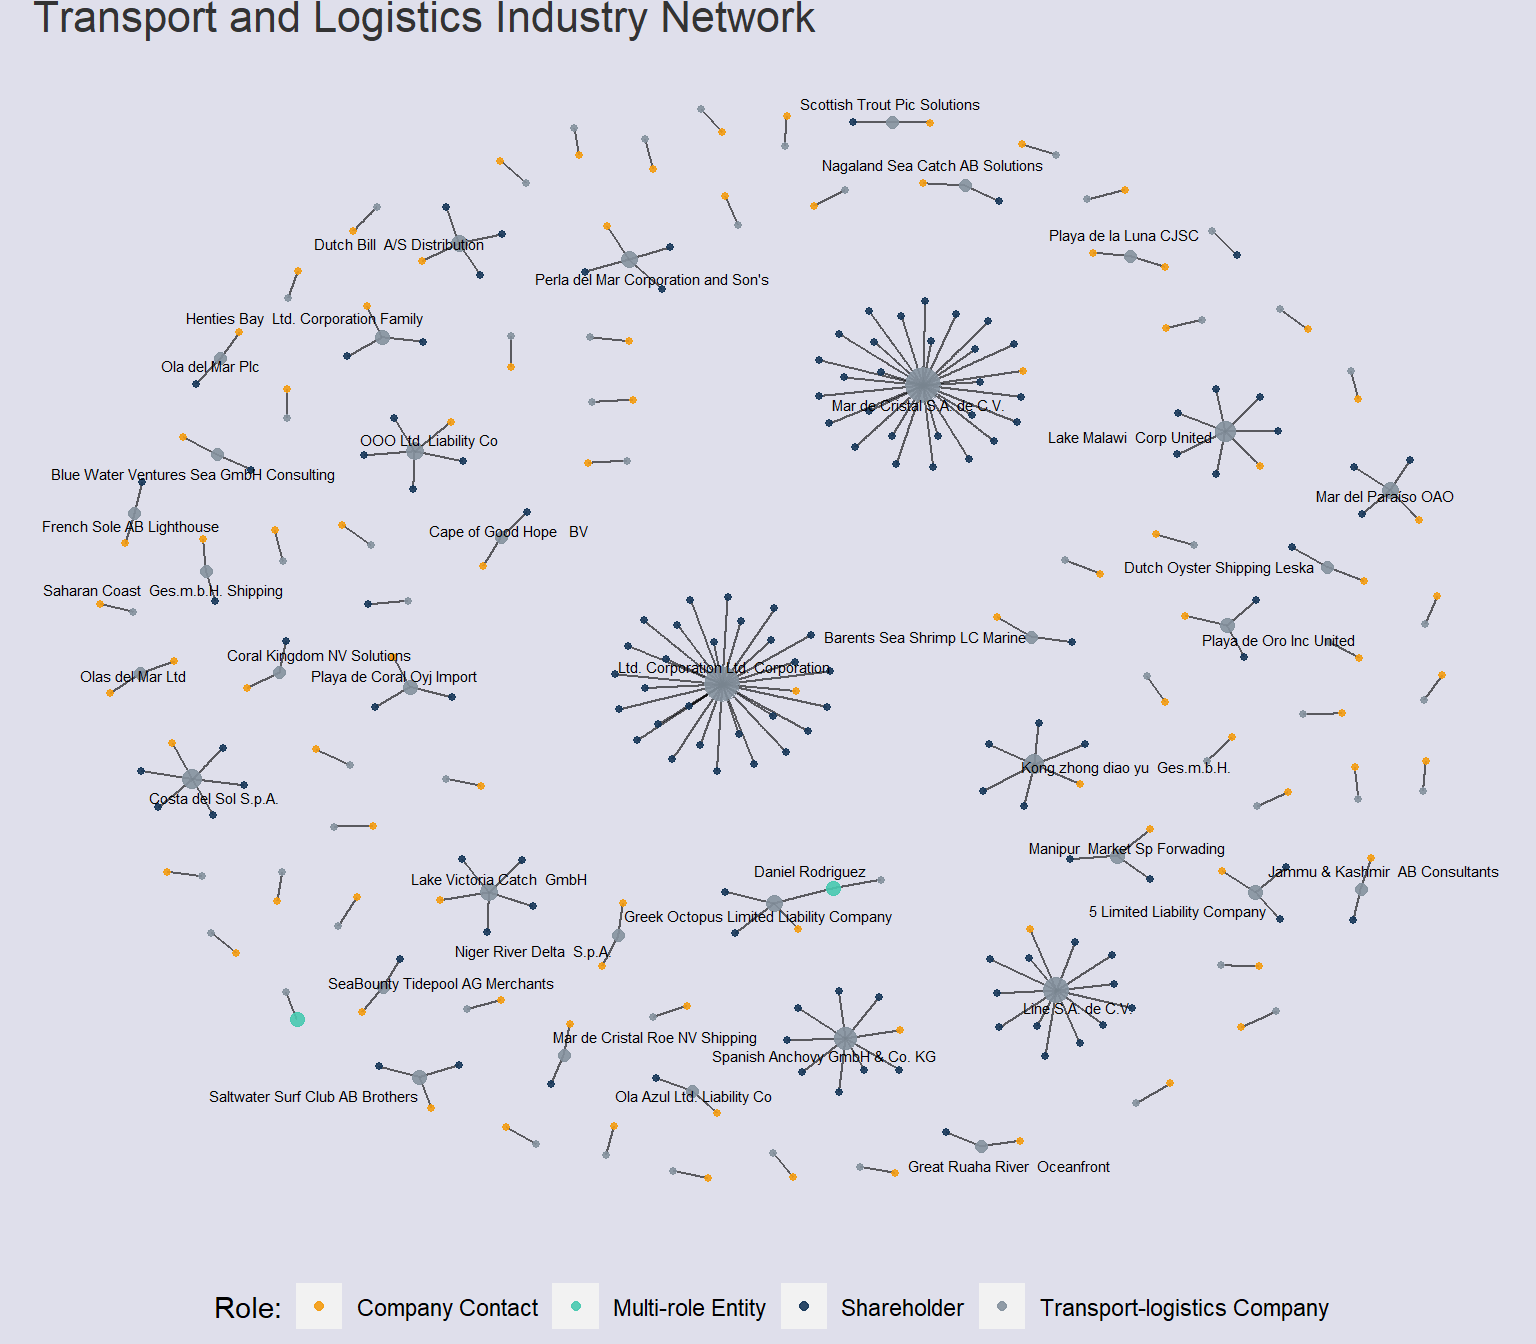 Transport and Logistics Industry Network
Scottish Trout Pic Solutions
Nagaland Sea Catch AB Solutions
Playa de la Luna CJSC
Dutch Bill  A/S Distribution
Perla del Mar Corporation and Son's
Henties Bay  Ltd. Corporation Family
Ola del Mar Plc
Mar de Cristal S.A. de C.V.
OOO Ltd. Liability Co
Lake Malawi  Corp United
Blue Water Ventures Sea GmbH Consulting
Mar del Paraíso OAO
French Sole AB Lighthouse
Cape of Good Hope   BV
Dutch Oyster Shipping Leska
Saharan Coast  Ges.m.b.H. Shipping
Barents Sea Shrimp LC Marine
Playa de Oro Inc United
Coral Kingdom NV Solutions
Ltd. Corporation Ltd. Corporation
Olas del Mar Ltd
Playa de Coral Oyj Import
Kong zhong diao yu  Ges.m.b.H.
Costa del Sol S.p.A.
Manipur  Market Sp Forwading
Daniel Rodriguez
Jammu & Kashmir  AB Consultants
Lake Victoria Catch  GmbH
5 Limited Liability Company
Greek Octopus Limited Liability Company
Niger River Delta  S.p.A.
SeaBounty Tidepool AG Merchants
Line S.A. de C.V.
Mar de Cristal Roe NV Shipping
Spanish Anchovy GmbH & Co. KG
Saltwater Surf Club AB Brothers
Ola Azul Ltd. Liability Co
Great Ruaha River  Oceanfront
Role: Company Contact Multi-role Entity Shareholder Transport-logistics Company